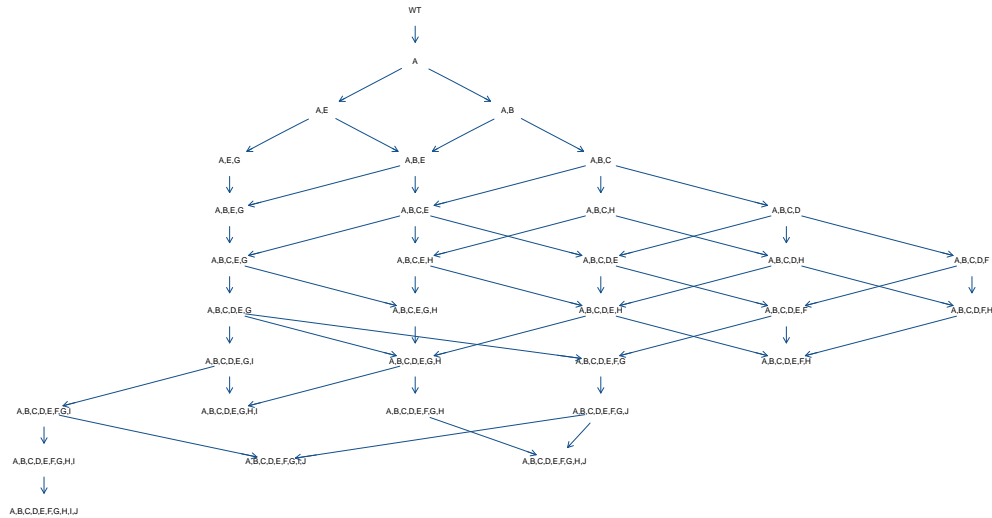 WT
A
A,E
A,B
A,E,G
A,B,E
A,B,C
A,B,E,G
A,B,C,E
A,B,C,H
A,B,C,D
A,B,C,E,G
A,B,C,E,H
A,B,C,D,E
A,B,C,D,H
A,B,C,D,F
A,B,C,D,E,G
A,B,C,E,G,H
A,B,C,D,E,H
A,B,C,D,E,F
A,B,C,D,F,H
A,B,C,D,E,G,I
A,B,C,D,E,G,H
A,B,C,D,E,F,G
A,B,C,D,E,F,H
A,B,C,D,E,F,G,I
A,B,C,D,E,G,H,I
A,B,C,D,E,F,G,H
A,B,C,D,E,F,G,J
A,B,C,D,E,F,G,H,I
A,B,C,D,E,F,G,I,J
A,B,C,D,E,F,G,H,J
A,B,C,D,E,F,G,H,I,J